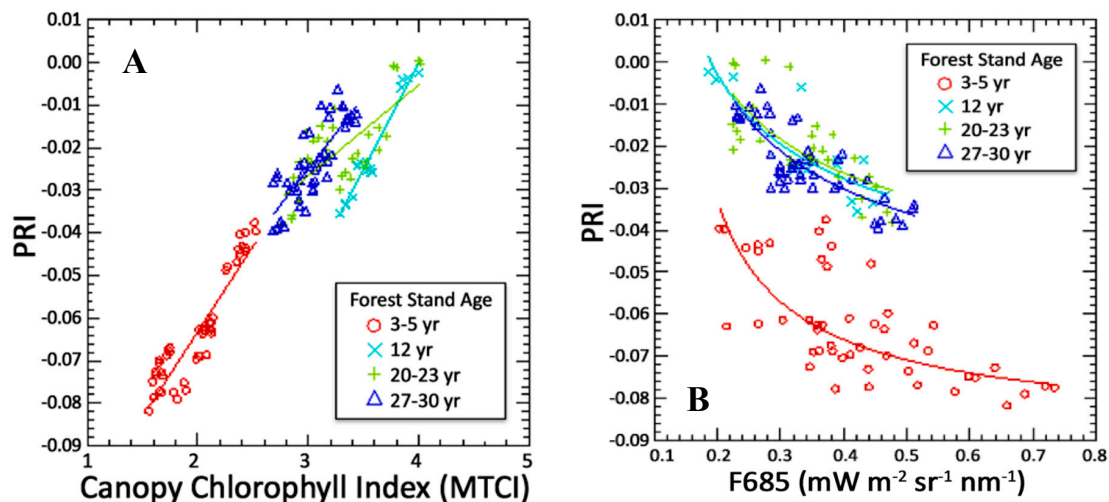 A
PRI
0.01
0.00
-0.01
-0.02
-0.03
-0.04
-0.05
-0.06
-0.07
-0.08
-0.09
1
2
3
4
5
Canopy Chlorophyll Index (MTCI)
Forest Stand Age
3-5 yr
12 yr
20-23 yr
27-30 yr
B
PRI
0.01
0.00
-0.01
-0.02
-0.03
-0.04
-0.05
-0.06
-0.07
-0.08
-0.09
0.1
0.2
0.3
0.4
0.5
0.6
0.7
0.8
F685 (mW m⁻² sr⁻¹ nm⁻¹)
Forest Stand Age
3-5 yr
12 yr
20-23 yr
27-30 yr